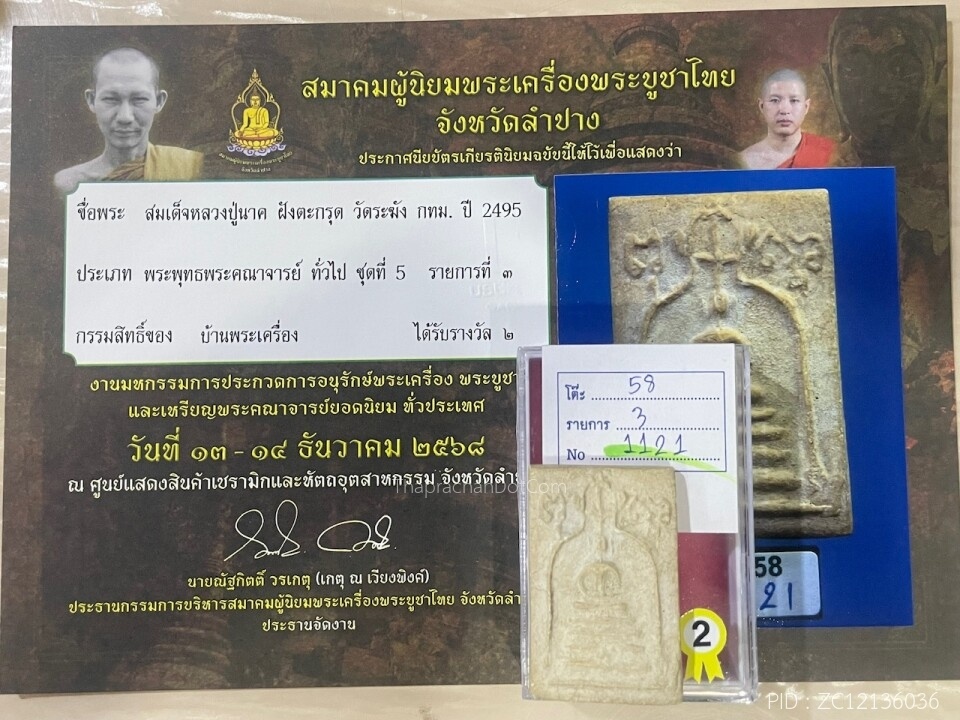 สมาคมผู้นิยมพระเครื่องพระบูชาไทย
จังหวัดลำปาง
ประกาศนียบัตรเกียรตินิยมฉบับนี้ให้ไว้เพื่อแสดงว่า
ชื่อพระ สมเด็จหลวงปู่นาค ฝังตะกรุด วัดระฆัง กทม. ปี 2495
ประเภท พระพุทธพระคณาจารย์ ทั่วไป ชุดที่ 5 รายการที่ ๓
กรรมสิทธิ์ของ บ้านพระเครื่อง ได้รับรางวัล ๒
งานมหกรรมการประกวดการอนุรักษ์พระเครื่อง พระบูชา
และเหรียญพระคณาจารย์ยอดนิยม ทั่วประเทศ
วันที่ ๑๓ - ๑๔ ธันวาคม ๒๕๖๘
ณ ศูนย์แสดงสินค้าเซรามิกและหัตถอุตสาหกรรม จังหวัดลำ
นายณัฐกิตติ์ วรเกตุ (เกตุ ณ เวียงพิงค์)
ประธานกรรมการบริหารสมาคมผู้นิยมพระเครื่องพระบูชาไทย จังหวัดลำ
ประธานจัดงาน
โต๊ะ 58
รายการ 3
No 1121
58
21
2
ThaprachanDotCom
PID : ZC12136036